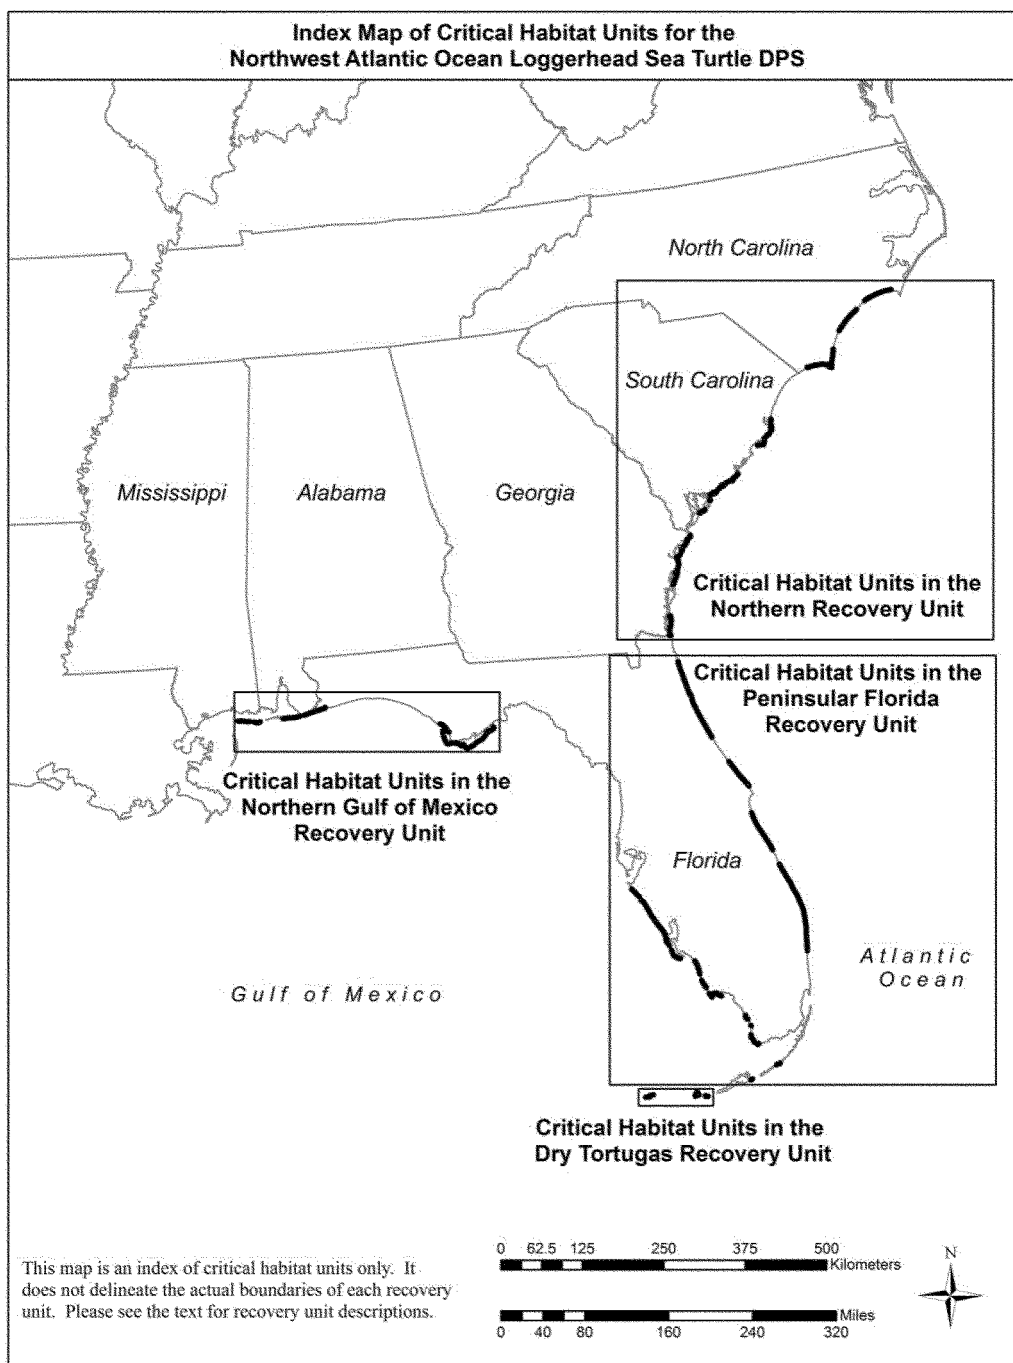 Index Map of Critical Habitat Units for the
Northwest Atlantic Ocean Loggerhead Sea Turtle DPS
North Carolina
South Carolina
Mississippi
Alabama
Georgia
Critical Habitat Units in the
Northern Recovery Unit
Critical Habitat Units in the
Peninsular Florida
Recovery Unit
Critical Habitat Units in the
Northern Gulf of Mexico
Recovery Unit
Florida
Atlantic
Ocean
Gulf of Mexico
Critical Habitat Units in the
Dry Tortugas Recovery Unit
This map is an index of critical habitat units only. It
does not delineate the actual boundaries of each recovery
unit. Please see the text for recovery unit descriptions.
0 62.5 125 250 375 500
Kilometers
Miles
0 40 80 160 240 320
N